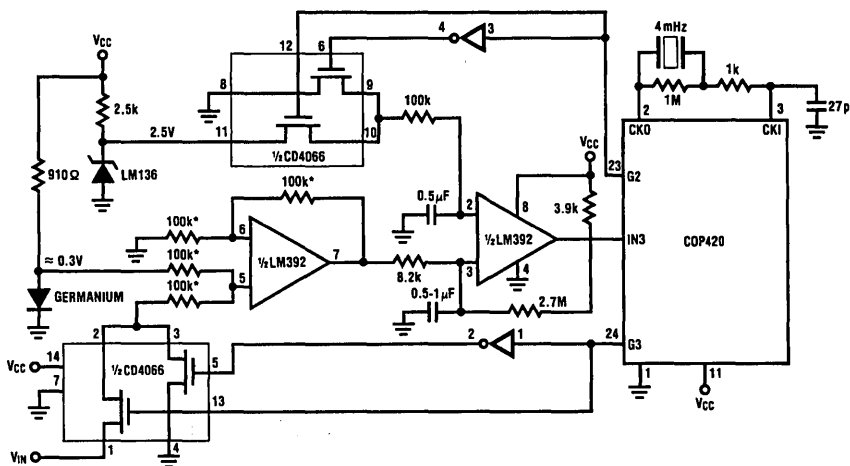 4 mHz
12
6
4
3
VCC
1k
1M
8
9
2
3
27p
100k
CKO
CKI
2.5k
2.5V
11
10
VCC
23
G2
LM136
½CD4066
910Ω
100k*
0.5µF
2
8
3.9k
100k*
6
½LM392
IN3
COP420
≈ 0.3V
100k*
½LM392
7
8.2k
3
4
5
0.5-1µF
GERMANIUM
100k*
2.7M
2
3
2
1
24
G3
VCC
14
½CD4066
5
7
13
1
11
VCC
VIN
1
4